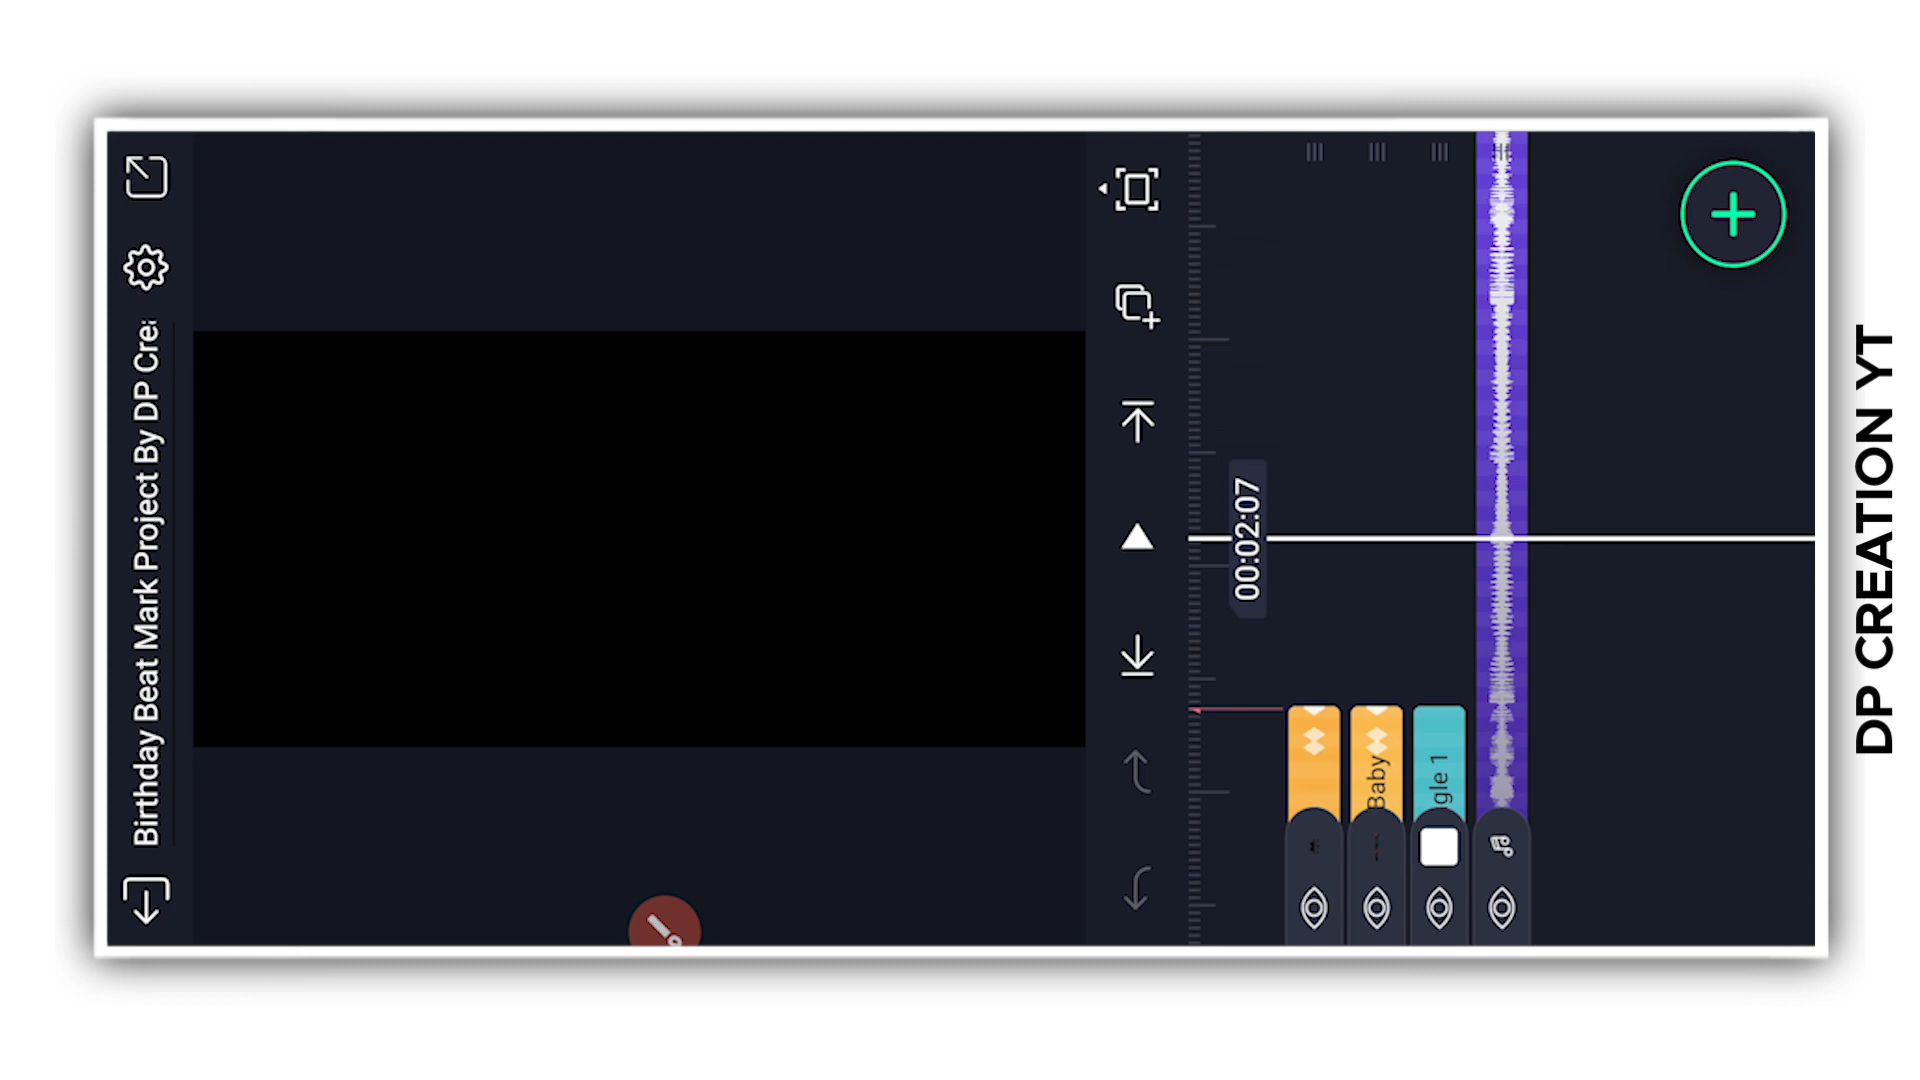 Birthday Beat Mark Project By DP Cre
00:02:07
Baby
gle 1
DP CREATION YT